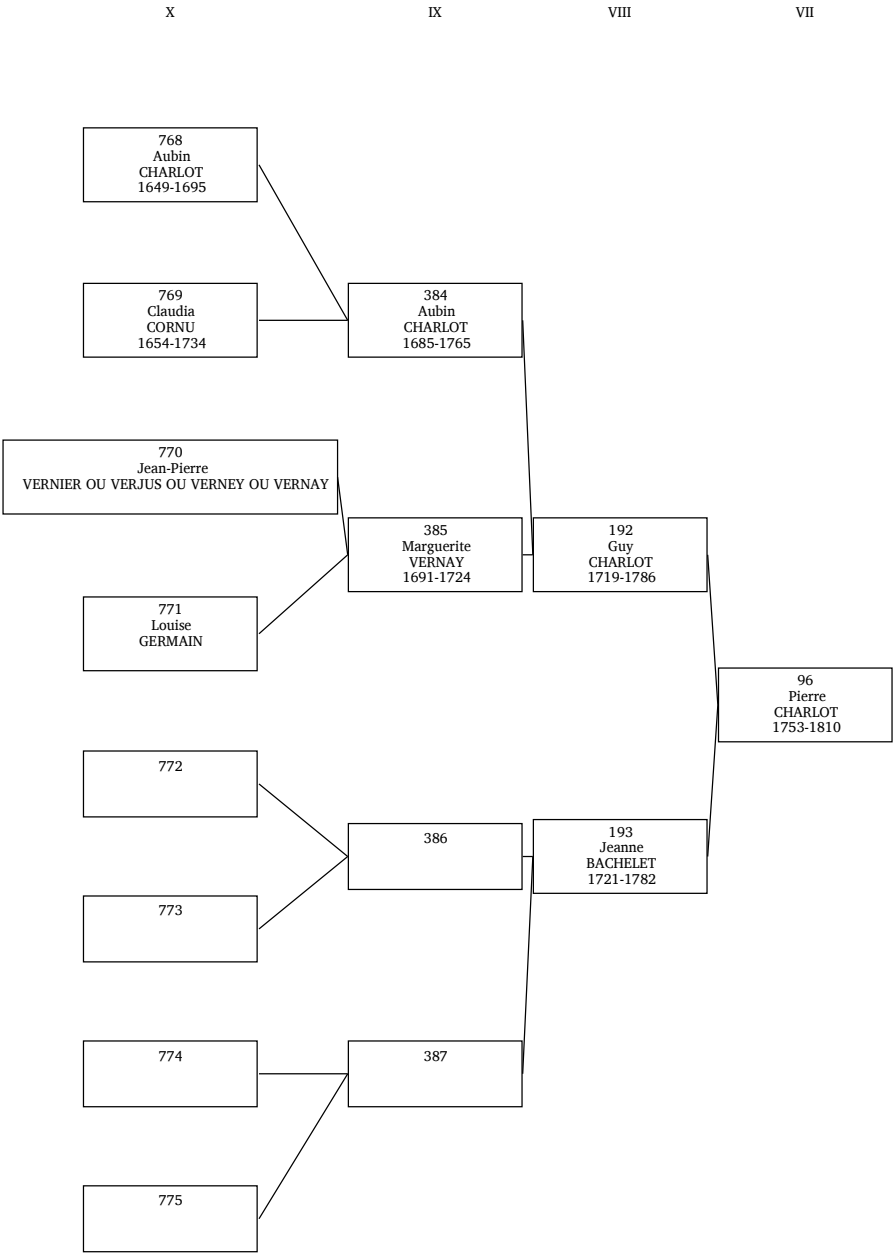 X IX VIII VII
768
Aubin
CHARLOT
1649-1695
769
Claudia
CORNU
1654-1734
384
Aubin
CHARLOT
1685-1765
770
Jean-Pierre
VERNIER OU VERJUS OU VERNEY OU VERNAY
385
Marguerite
VERNAY
1691-1724
192
Guy
CHARLOT
1719-1786
771
Louise
GERMAIN
96
Pierre
CHARLOT
1753-1810
772
386
193
Jeanne
BACHELET
1721-1782
773
774
387
775